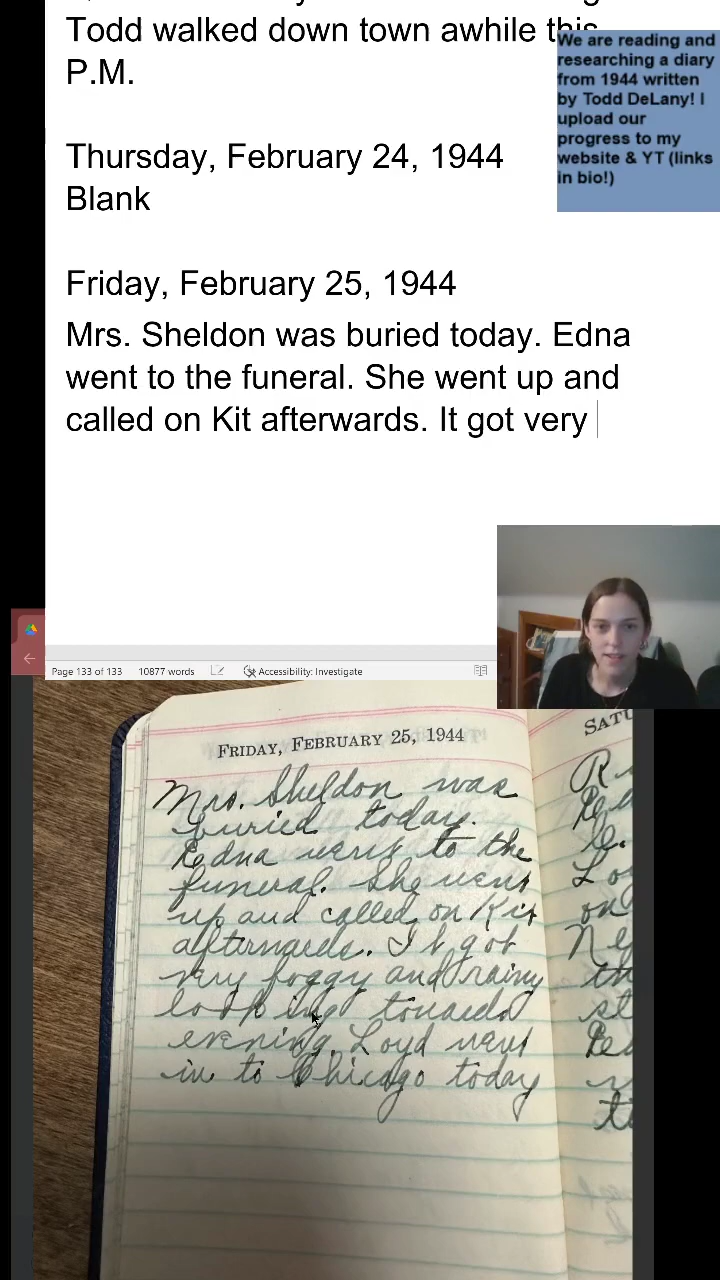 Todd walked down town awhile this
P.M.
We are reading and
researching a diary
from 1944 written
by Todd DeLany! I
upload our
progress to my
website & YT (links
in bio!)
Thursday, February 24, 1944
Blank
Friday, February 25, 1944
Mrs. Sheldon was buried today. Edna
went to the funeral. She went up and
called on Kit afterwards. It got very
Page 133 of 133
10877 words
Accessibility: Investigate
FRIDAY, FEBRUARY 25, 1944
Mrs. Sheldon was
buried today.
Edna went to the
funeral. She went
up and called on Kit
afterwards. It got
very foggy and rainy
looking towards
evening. Loyd went
in to Chicago today
SATU